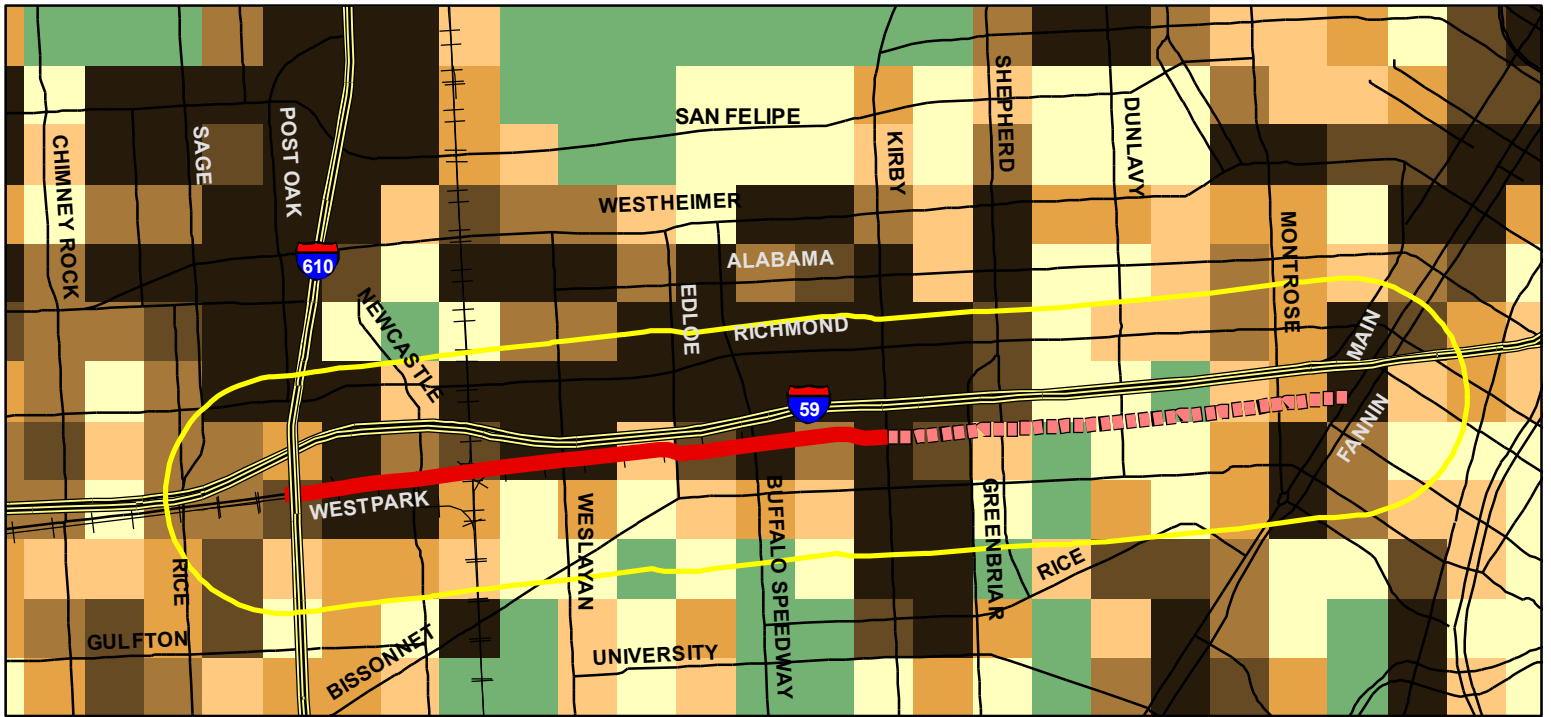 SAN FELIPE
SHEPHERD
DUNLAVY
POST OAK
SAGE
CHIMNEY ROCK
KIRBY
WESTHEIMER
MONTROSE
ALABAMA
610
EDLOE
NEWCASTLE
RICHMOND
MAIN
59
FANNIN
WESTPARK
BUFFALO SPEEDWAY
GREENBRIAR
WESLAYAN
RICE
RICE
GULFTON
BISSONNET
UNIVERSITY